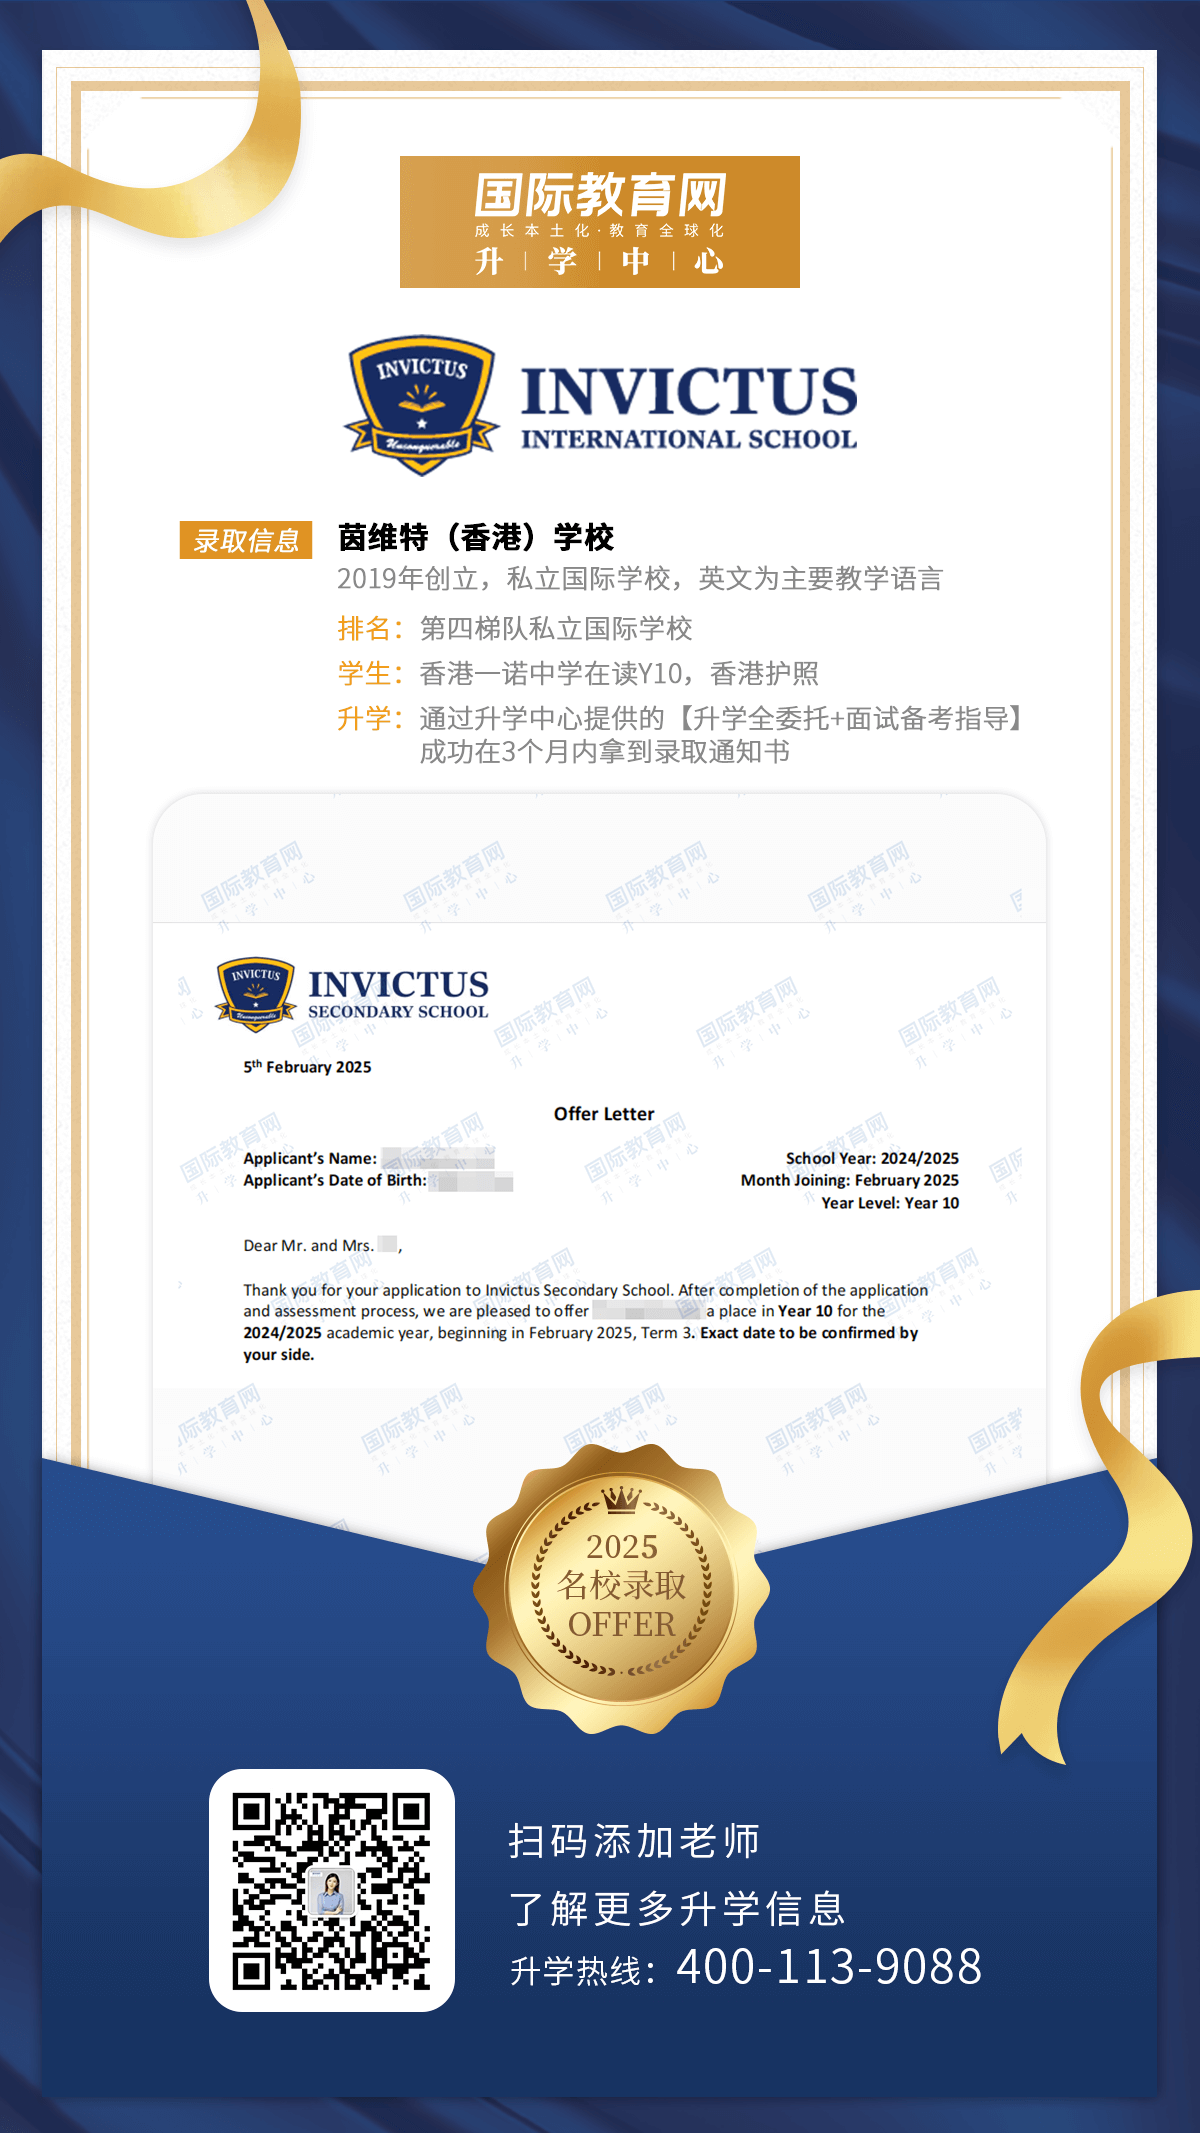 国际教育网
成长本土化·教育全球化
升｜学｜中｜心
INVICTUS
Unconquerable
INVICTUS
INTERNATIONAL SCHOOL
录取信息
茵维特（香港）学校
2019年创立，私立国际学校，英文为主要教学语言
排名：第四梯队私立国际学校
学生：香港一诺中学在读Y10，香港护照
升学：通过升学中心提供的【升学全委托+面试备考指导】
成功在3个月内拿到录取通知书
INVICTUS
Unconquerable
INVICTUS
SECONDARY SCHOOL
5th February 2025
Offer Letter
Applicant’s Name:
School Year: 2024/2025
Applicant’s Date of Birth:
Month Joining: February 2025
Year Level: Year 10
Dear Mr. and Mrs. ,
Thank you for your application to Invictus Secondary School. After completion of the application
and assessment process, we are pleased to offer a place in Year 10 for the
2024/2025 academic year, beginning in February 2025, Term 3. Exact date to be confirmed by
your side.
国际教育网
升｜学｜中｜心
2025
名校录取
OFFER
扫码添加老师
了解更多升学信息
升学热线：400-113-9088